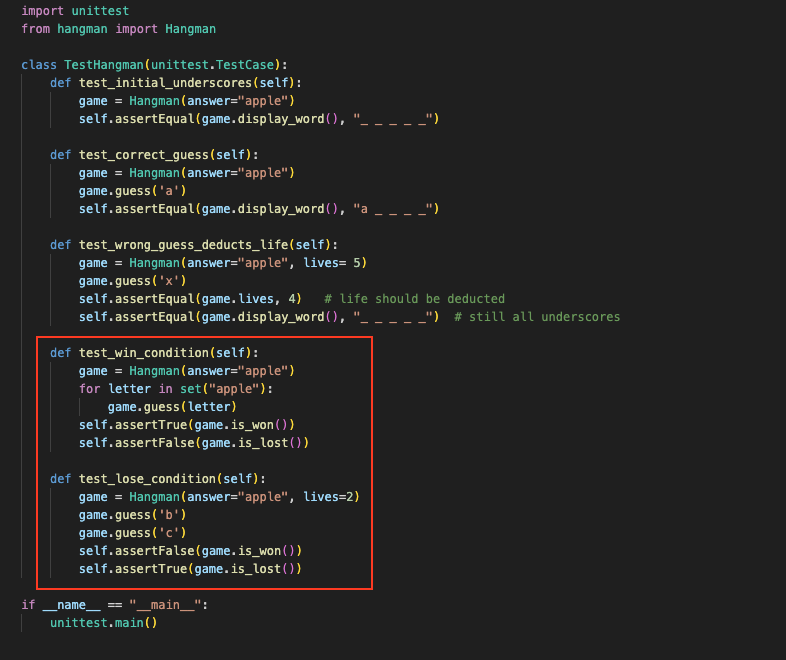 import unittest
from hangman import Hangman

class TestHangman(unittest.TestCase):
    def test_initial_underscores(self):
        game = Hangman(answer="apple")
        self.assertEqual(game.display_word(), "_ _ _ _ _")

    def test_correct_guess(self):
        game = Hangman(answer="apple")
        game.guess('a')
        self.assertEqual(game.display_word(), "a _ _ _ _")

    def test_wrong_guess_deducts_life(self):
        game = Hangman(answer="apple", lives= 5)
        game.guess('x')
        self.assertEqual(game.lives, 4)   # life should be deducted
        self.assertEqual(game.display_word(), "_ _ _ _ _")  # still all underscores

    def test_win_condition(self):
        game = Hangman(answer="apple")
        for letter in set("apple"):
            game.guess(letter)
        self.assertTrue(game.is_won())
        self.assertFalse(game.is_lost())

    def test_lose_condition(self):
        game = Hangman(answer="apple", lives=2)
        game.guess('b')
        game.guess('c')
        self.assertFalse(game.is_won())
        self.assertTrue(game.is_lost())

if __name__ == "__main__":
    unittest.main()